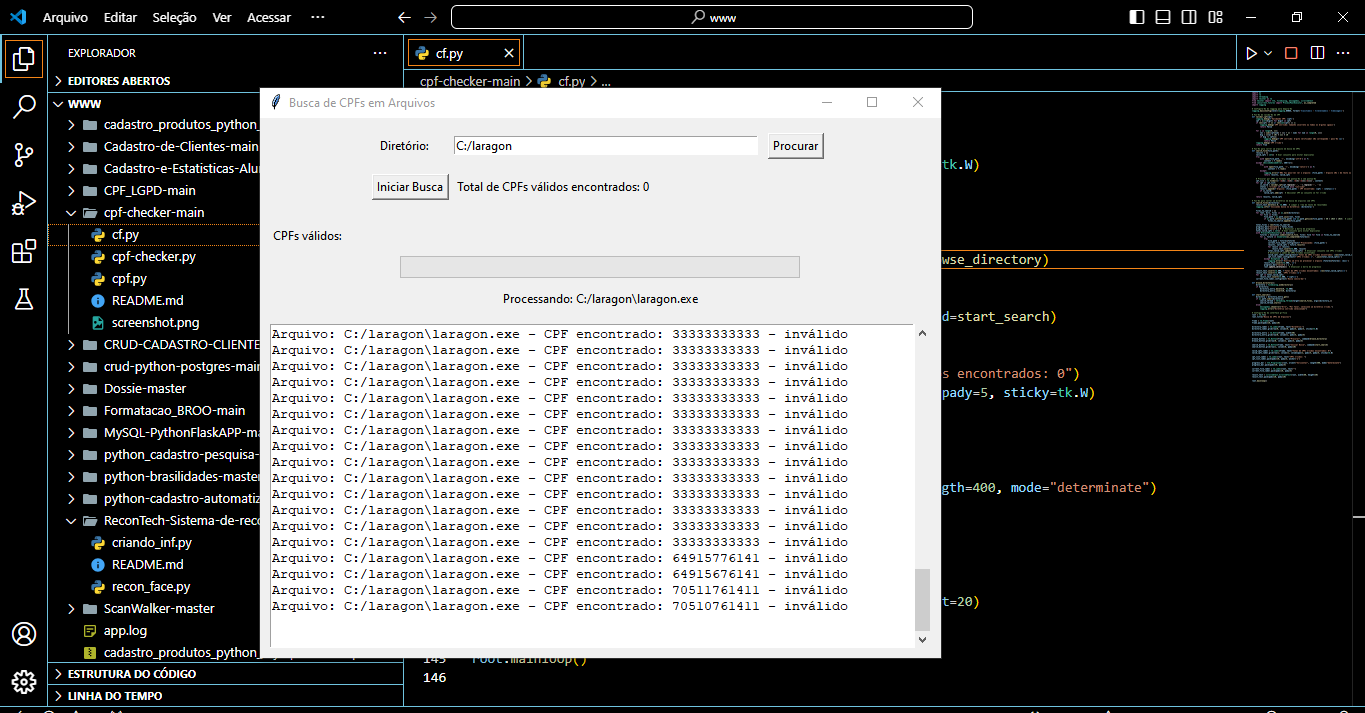 Arquivo Editar Seleção Ver Acessar ···
www
EXPLORADOR ···
EDITORES ABERTOS
WWW
cadastro_produtos_python_
Cadastro-de-Clientes-main
Cadastro-e-Estatisticas-Alur
CPF_LGPD-main
cpf-checker-main
cf.py
cpf-checker.py
cpf.py
README.md
screenshot.png
CRUD-CADASTRO-CLIENTE
crud-python-postgres-main
Dossie-master
Formatacao_BROO-main
MySQL-PythonFlaskAPP-ma
python_cadastro-pesquisa-
python-brasilidades-master
python-cadastro-automatiz
ReconTech-Sistema-de-reco
criando_inf.py
README.md
recon_face.py
ScanWalker-master
app.log
cadastro_produtos_python_
ESTRUTURA DO CÓDIGO
LINHA DO TEMPO
cf.py
cpf-checker-main > cf.py > ...
tk.W)
wse_directory)
d=start_search)
s encontrados: 0")
pady=5, sticky=tk.W)
gth=400, mode="determinate")
t=20)
145 root.mainloop()
146
Busca de CPFs em Arquivos
Diretório: C:/laragon Procurar
Iniciar Busca Total de CPFs válidos encontrados: 0
CPFs válidos:
Processando: C:/laragon\laragon.exe
Arquivo: C:/laragon\laragon.exe - CPF encontrado: 33333333333 - inválido
Arquivo: C:/laragon\laragon.exe - CPF encontrado: 33333333333 - inválido
Arquivo: C:/laragon\laragon.exe - CPF encontrado: 33333333333 - inválido
Arquivo: C:/laragon\laragon.exe - CPF encontrado: 33333333333 - inválido
Arquivo: C:/laragon\laragon.exe - CPF encontrado: 33333333333 - inválido
Arquivo: C:/laragon\laragon.exe - CPF encontrado: 33333333333 - inválido
Arquivo: C:/laragon\laragon.exe - CPF encontrado: 33333333333 - inválido
Arquivo: C:/laragon\laragon.exe - CPF encontrado: 33333333333 - inválido
Arquivo: C:/laragon\laragon.exe - CPF encontrado: 33333333333 - inválido
Arquivo: C:/laragon\laragon.exe - CPF encontrado: 33333333333 - inválido
Arquivo: C:/laragon\laragon.exe - CPF encontrado: 33333333333 - inválido
Arquivo: C:/laragon\laragon.exe - CPF encontrado: 33333333333 - inválido
Arquivo: C:/laragon\laragon.exe - CPF encontrado: 33333333333 - inválido
Arquivo: C:/laragon\laragon.exe - CPF encontrado: 33333333333 - inválido
Arquivo: C:/laragon\laragon.exe - CPF encontrado: 64915776141 - inválido
Arquivo: C:/laragon\laragon.exe - CPF encontrado: 64915676141 - inválido
Arquivo: C:/laragon\laragon.exe - CPF encontrado: 70511761411 - inválido
Arquivo: C:/laragon\laragon.exe - CPF encontrado: 70510761411 - inválido